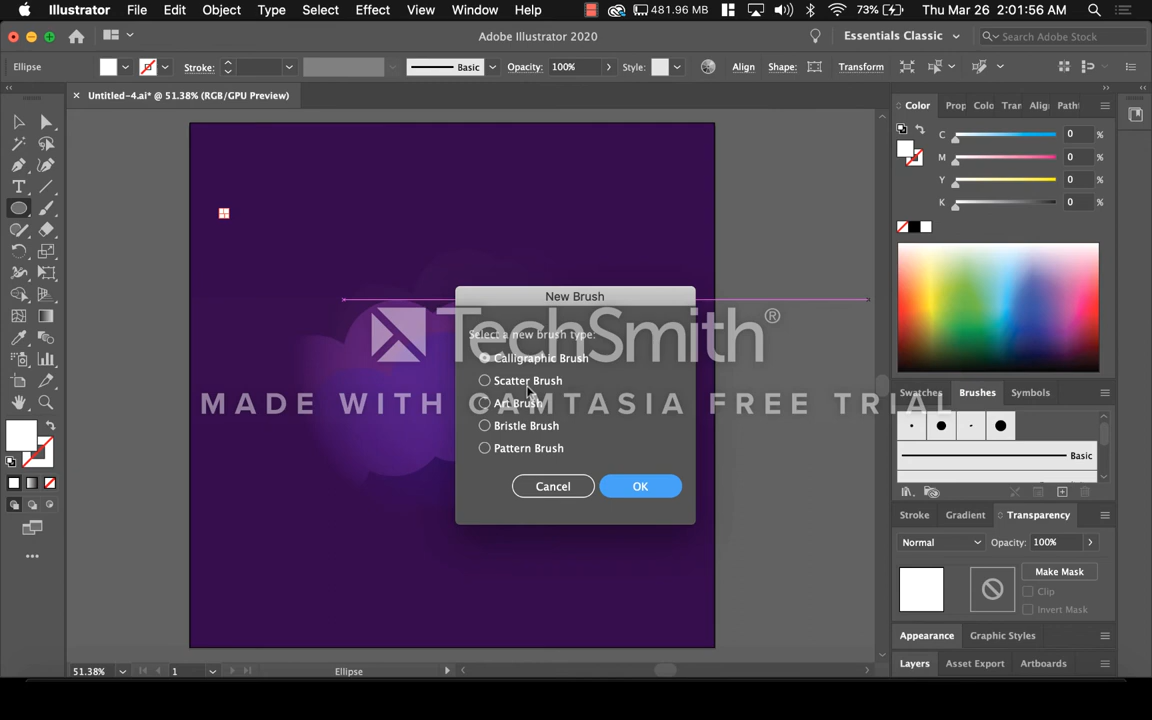 Illustrator File Edit Object Type Select Effect View Window Help 481.96 MB 73% Thu Mar 26 2:01:56 AM
Adobe Illustrator 2020 Essentials Classic Search Adobe Stock
Ellipse Stroke: Basic Opacity: 100% Style: Align Shape: Transform
Untitled-4.ai* @ 51.38% (RGB/GPU Preview)
Color Prop Colo Tran Alig Path
C 0 %
M 0 %
Y 0 %
K 0 %
New Brush
Select a new brush type:
Calligraphic Brush
Scatter Brush
Art Brush
Bristle Brush
Pattern Brush
Cancel OK
TechSmith®
MADE WITH CAMTASIA FREE TRIAL
Swatches Brushes Symbols
Basic
Stroke Gradient Transparency
Normal Opacity: 100%
Make Mask
Clip
Invert Mask
Appearance Graphic Styles
Layers Asset Export Artboards
51.38% 1 Ellipse